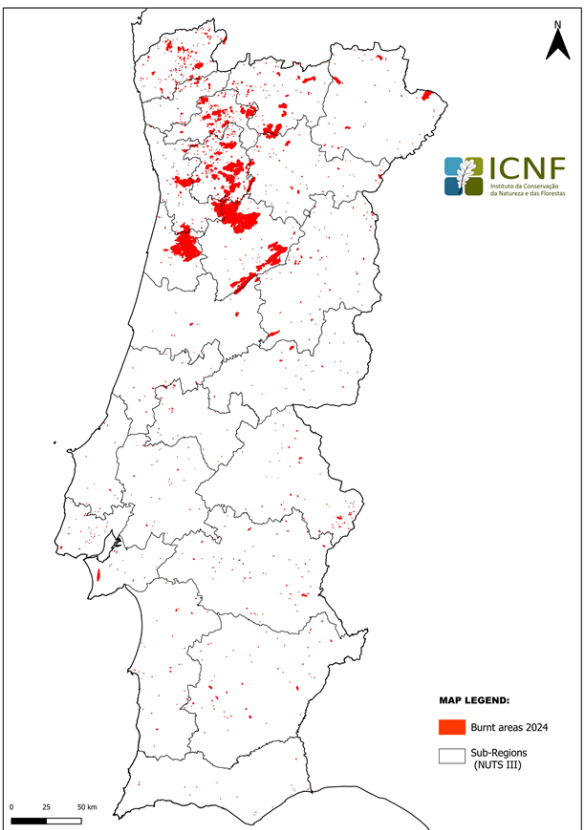 N
ICNF
Instituto da Conservação
da Natureza e das Florestas
MAP LEGEND:
Burnt areas 2024
Sub-Regions
(NUTS III)
0 25 50 km